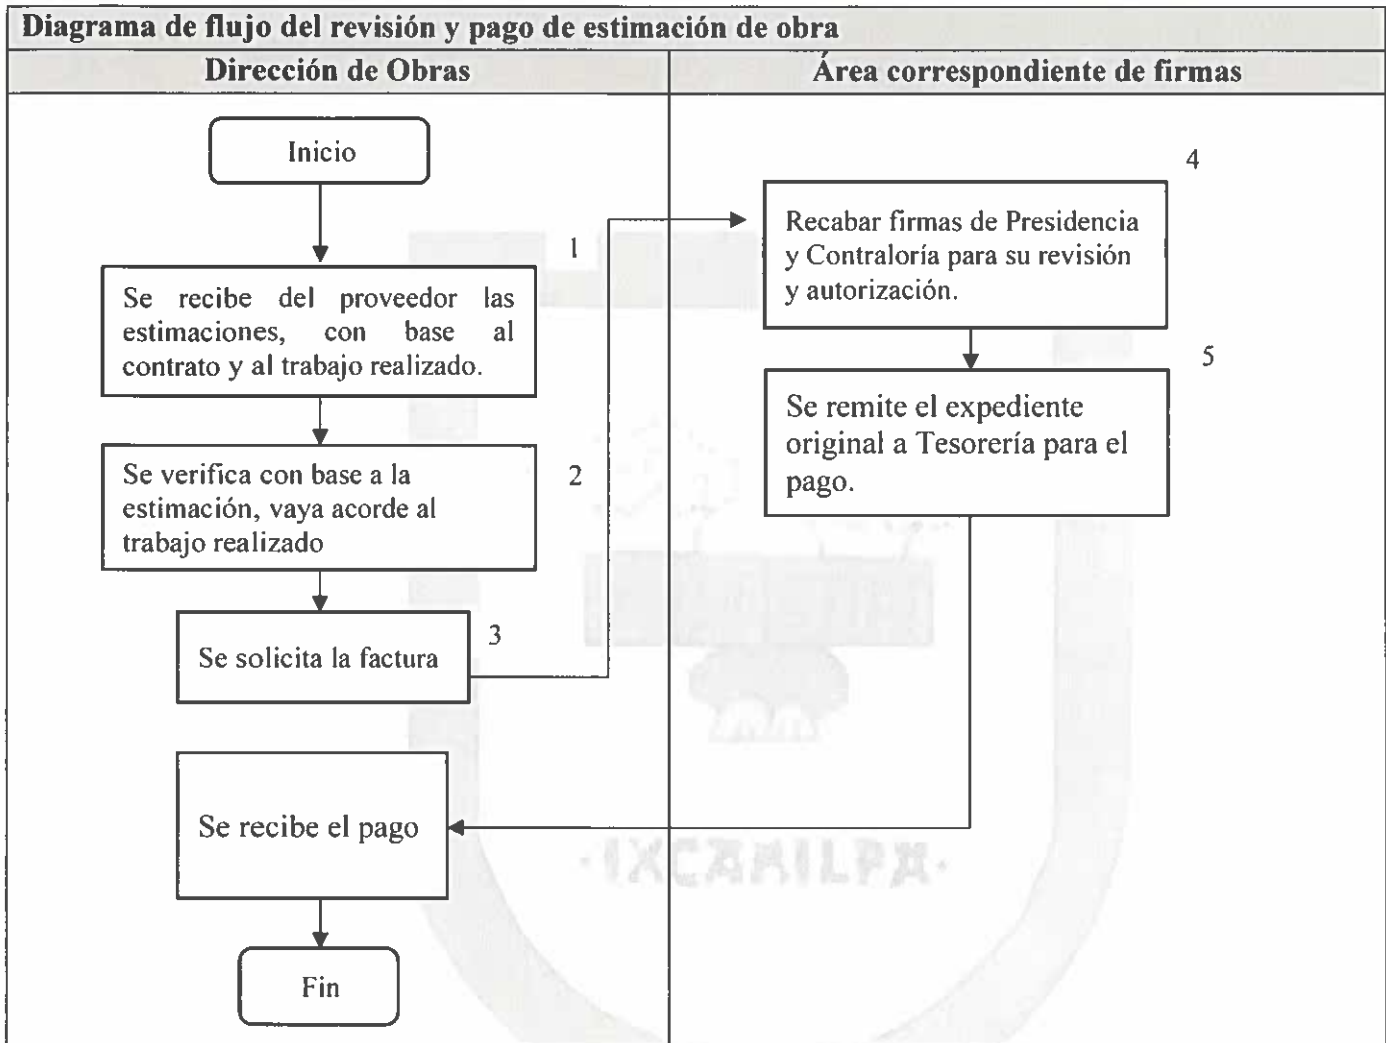 Diagrama de flujo del revisión y pago de estimación de obra
Dirección de Obras
Área correspondiente de firmas
Inicio
1
Se recibe del proveedor las
estimaciones, con base al
contrato y al trabajo realizado.
2
Se verifica con base a la
estimación, vaya acorde al
trabajo realizado
3
Se solicita la factura
4
Recabar firmas de Presidencia
y Contraloría para su revisión
y autorización.
5
Se remite el expediente
original a Tesorería para el
pago.
Se recibe el pago
Fin
·IXCAMILPA·